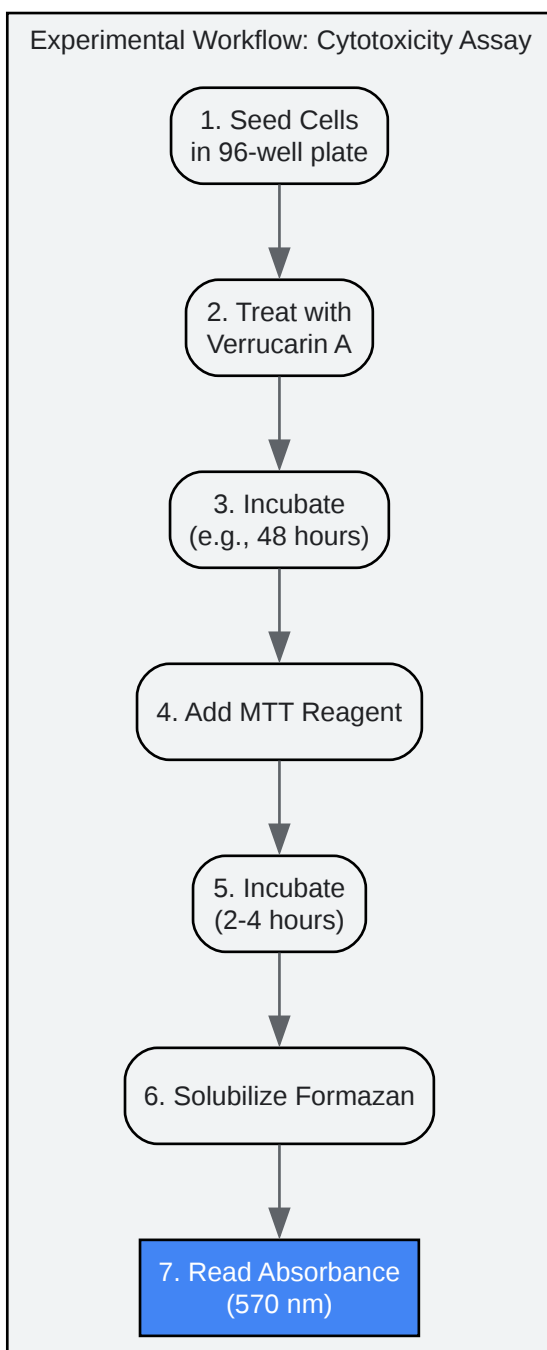 Experimental Workflow: Cytotoxicity Assay
1. Seed Cells
in 96-well plate
2. Treat with
Verrucarin A
3. Incubate
(e.g., 48 hours)
4. Add MTT Reagent
5. Incubate
(2-4 hours)
6. Solubilize Formazan
7. Read Absorbance
(570 nm)